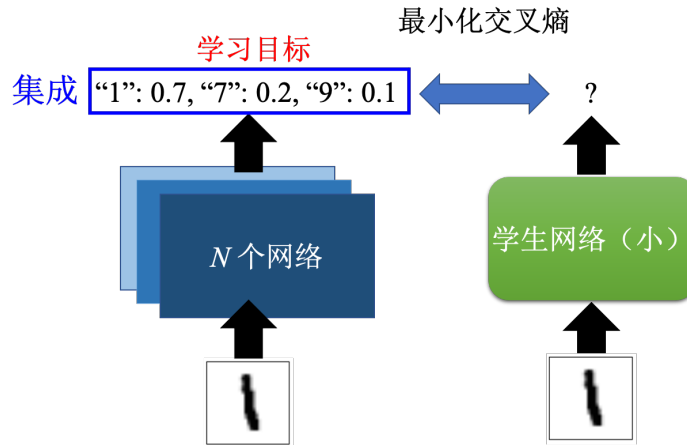 最小化交叉熵
学习目标
集成
“1”: 0.7, “7”: 0.2, “9”: 0.1
?
N 个网络
学生网络（小）